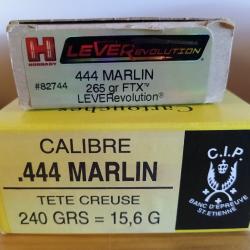 HORNADY
LEVERevolution
#82744
444 MARLIN
265 gr FTX™
LEVERevolution®
Cartouches
CALIBRE
.444 MARLIN
TETE CREUSE
240 GRS = 15,6 G
C.I.P
BANC D'EPREUVE
ST.ETIENNE